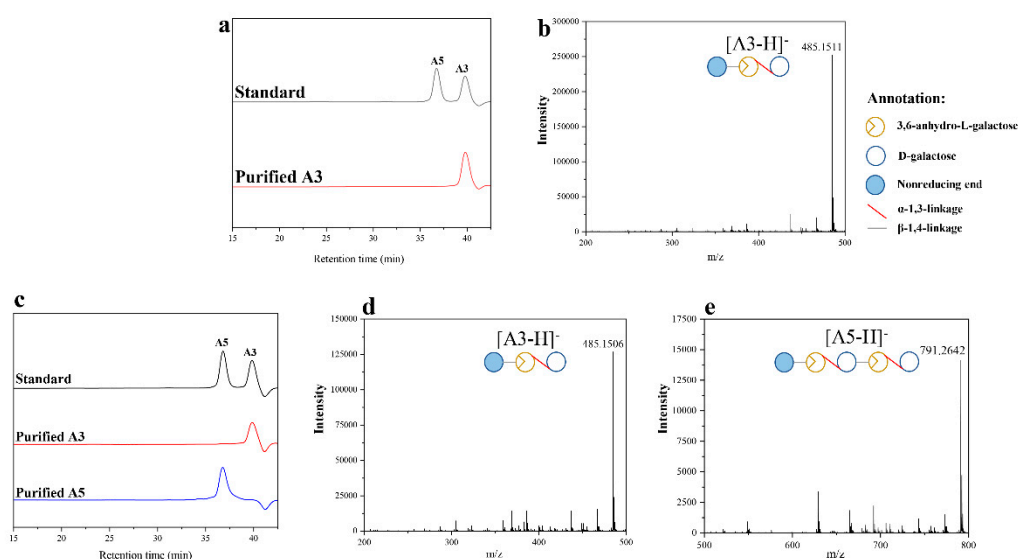 a
A5
A3
Standard
Purified A3
15 20 25 30 35 40
Retention time (min)
b
[A3-H]-
485.1511
Intensity
300000
250000
200000
150000
100000
50000
0
200 400 500
m/z
Annotation:
3,6-anhydro-L-galactose
D-galactose
Nonreducing end
α-1,3-linkage
β-1,4-linkage
c
A5
A3
Standard
Purified A3
Purified A5
15 20 25 30 35 40
Retention time (min)
d
[A3-H]-
485.1506
Intensity
150000
125000
100000
75000
50000
25000
0
200 300 400 500
m/z
e
[A5-H]-
791.2642
Intensity
17500
15000
12500
10000
7500
5000
2500
0
500 600 700 800
m/z